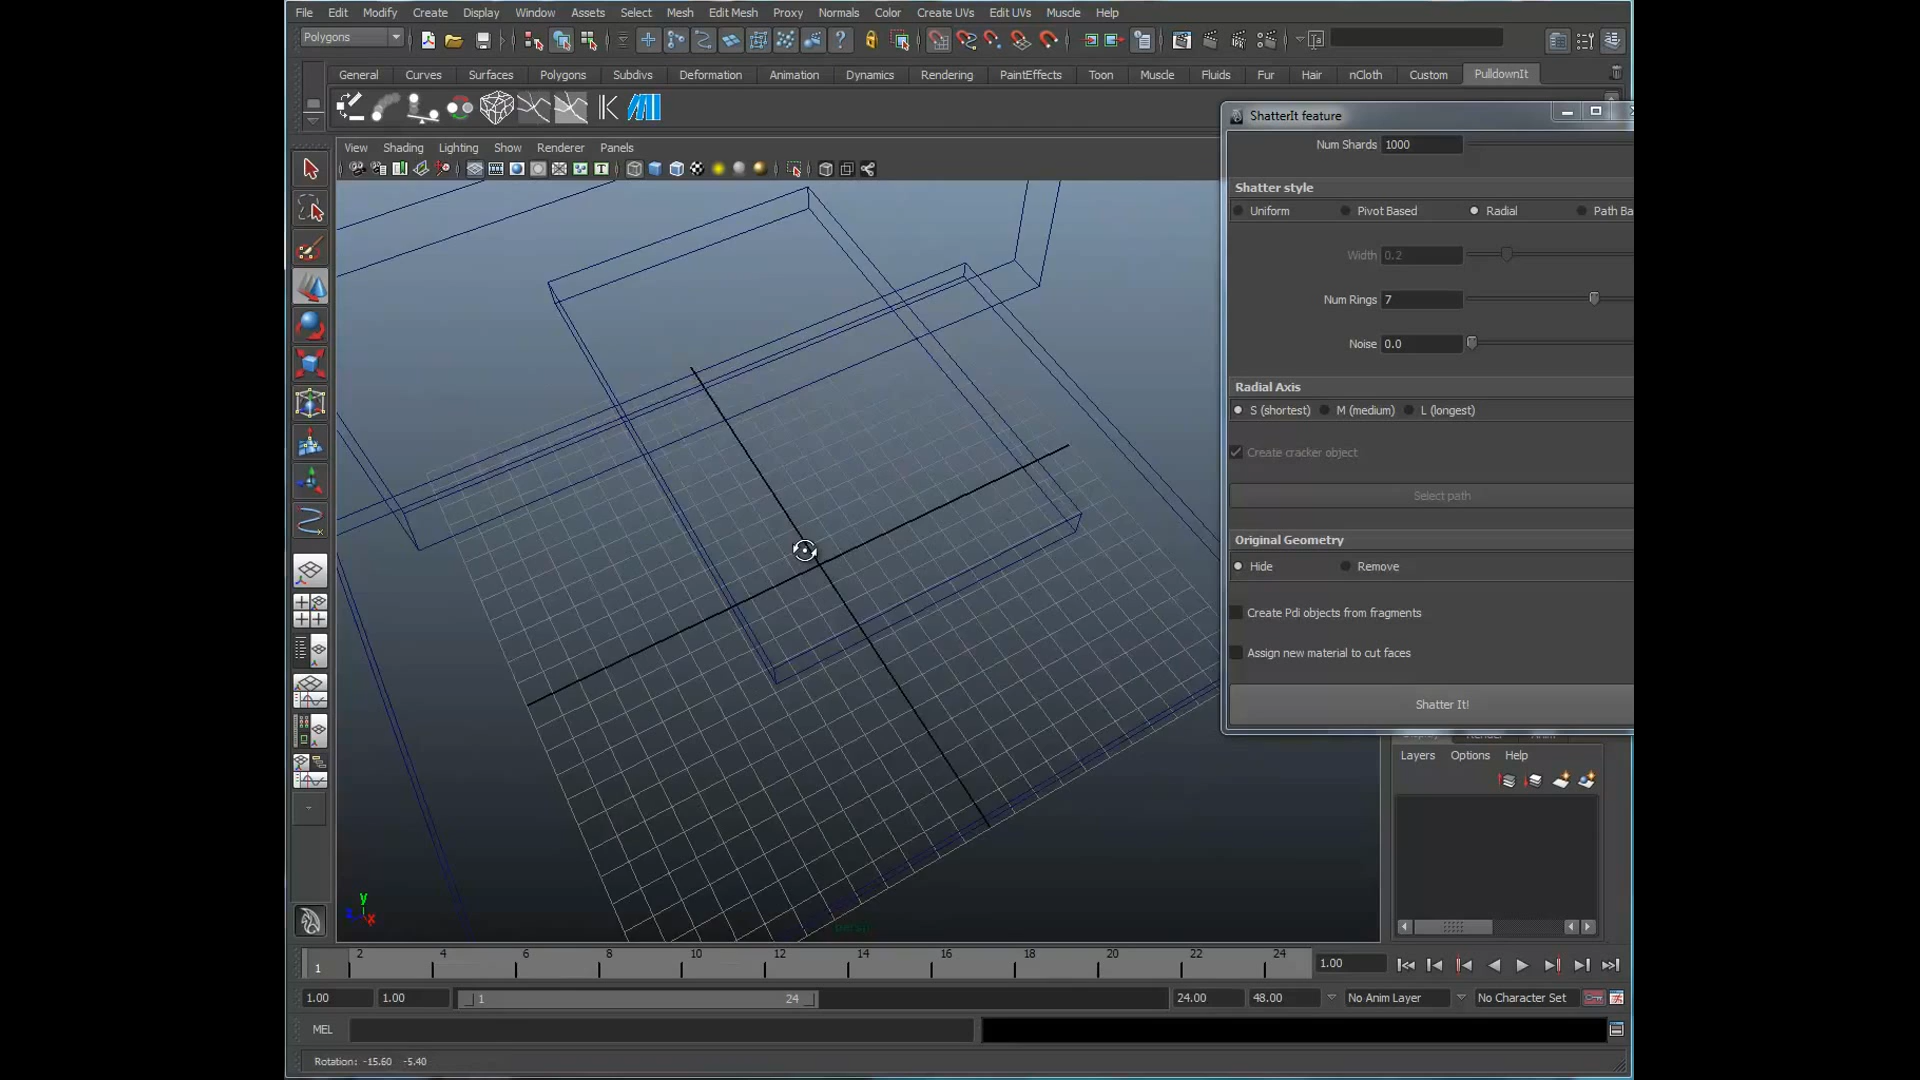 File Edit Modify Create Display Window Assets Select Mesh Edit Mesh Proxy Normals Color Create UVs Edit UVs Muscle Help
Polygons
General Curves Surfaces Polygons Subdivs Deformation Animation Dynamics Rendering PaintEffects Toon Muscle Fluids Fur Hair nCloth Custom PulldownIt
View Shading Lighting Show Renderer Panels
ShatterIt feature
Num Shards 1000
Shatter style
Uniform Pivot Based Radial Path Ba
Width 0.2
Num Rings 7
Noise 0.0
Radial Axis
S (shortest) M (medium) L (longest)
Create cracker object
Select path
Original Geometry
Hide Remove
Create Pdi objects from fragments
Assign new material to cut faces
Shatter It!
Layers Options Help
y
x
persp
2 4 6 8 10 12 14 16 18 20 22 24
1
1.00
1.00 1.00 1 24 24.00 48.00 No Anim Layer No Character Set
MEL
Rotation: -15.60 -5.40